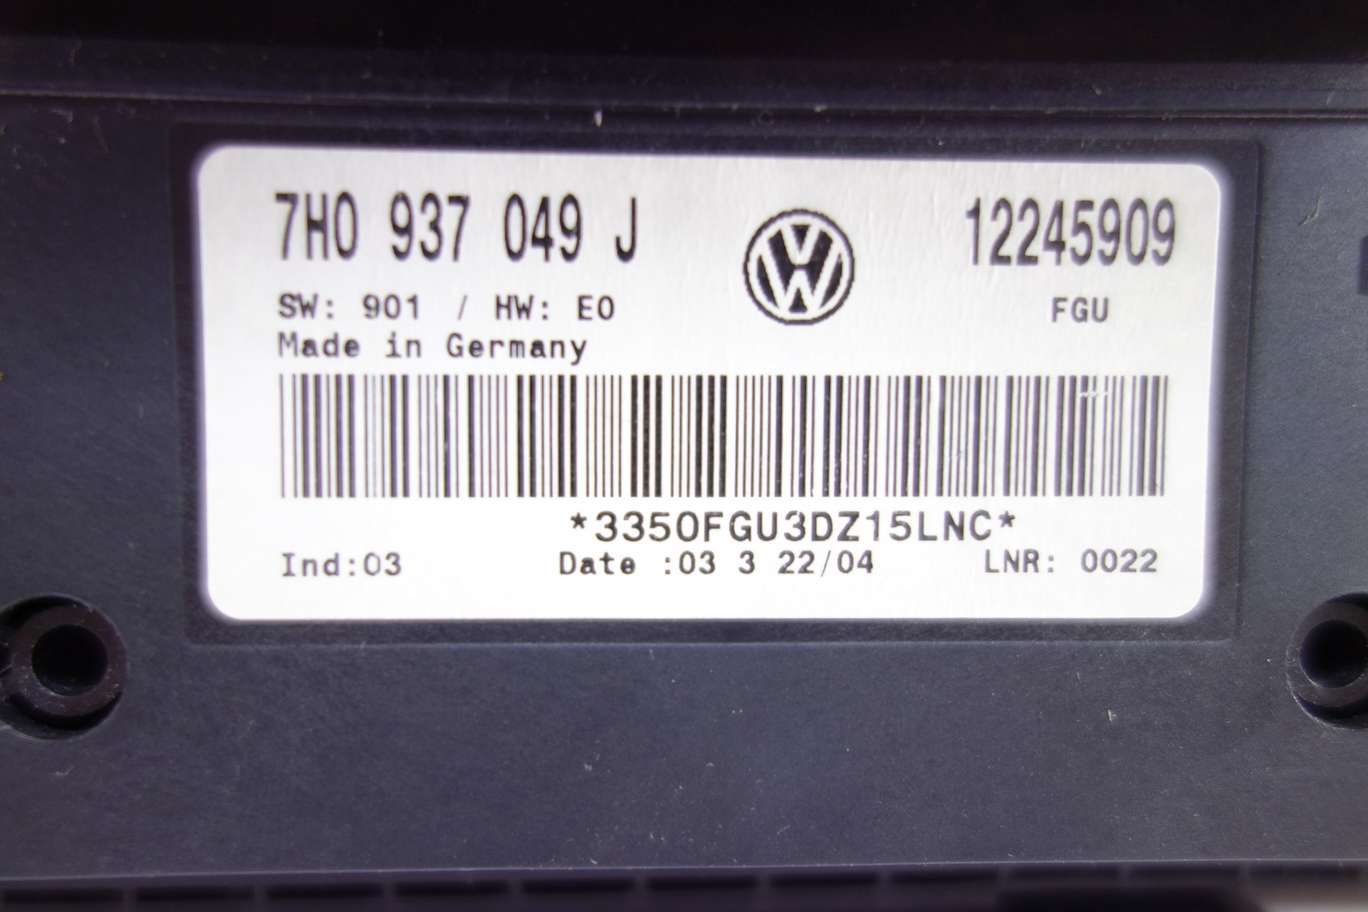 7H0 937 049 J
12245909
SW: 901 / HW: E0
FGU
Made in Germany
*3350FGU3DZ15LNC*
Ind:03 Date :03 3 22/04 LNR: 0022